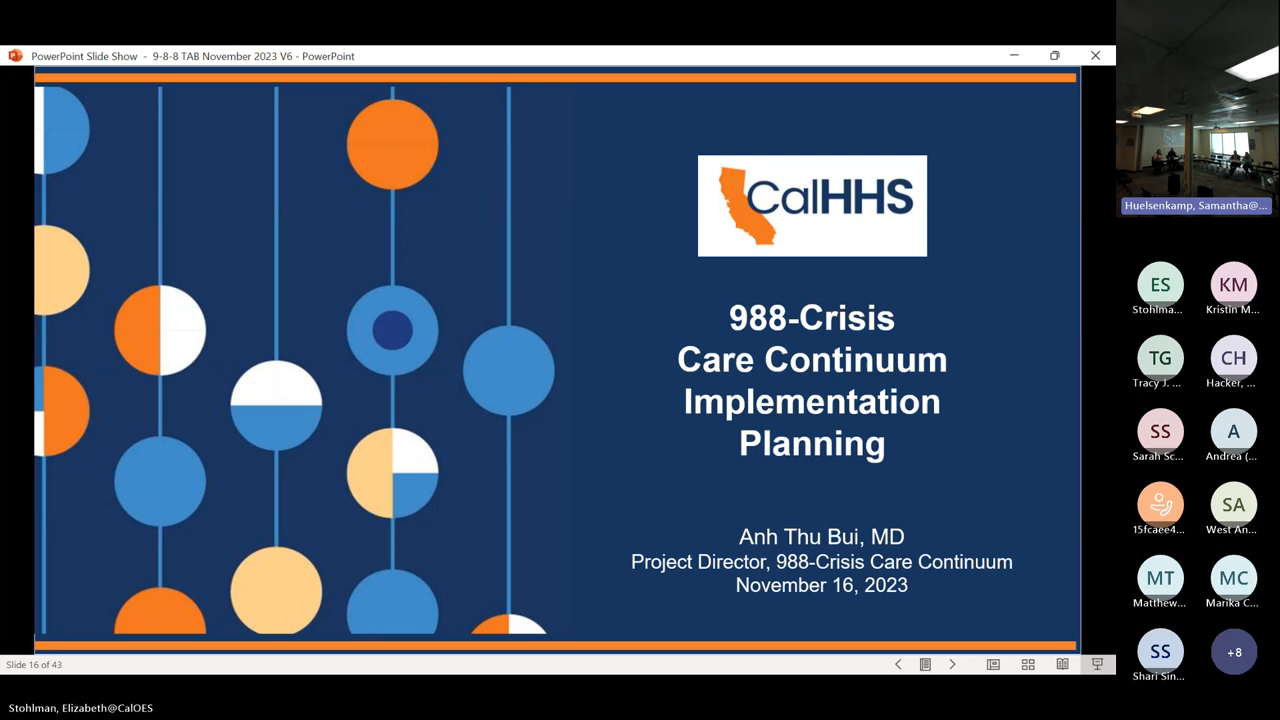 PowerPoint Slide Show - 9-8-8 TAB November 2023 V6 - PowerPoint
CalHHS
988-Crisis
Care Continuum
Implementation
Planning
Anh Thu Bui, MD
Project Director, 988-Crisis Care Continuum
November 16, 2023
Slide 16 of 43
Stohlman, Elizabeth@CalOES
Huelsenkamp, Samantha@...
ES
KM
Stohlma...
Kristin M...
TG
CH
Tracy J. ...
Hacker, ...
SS
A
Sarah Sc...
Andrea (...
SA
15fcaee4...
West An...
MT
MC
Matthew...
Marika C...
SS
+8
Shari Sin...